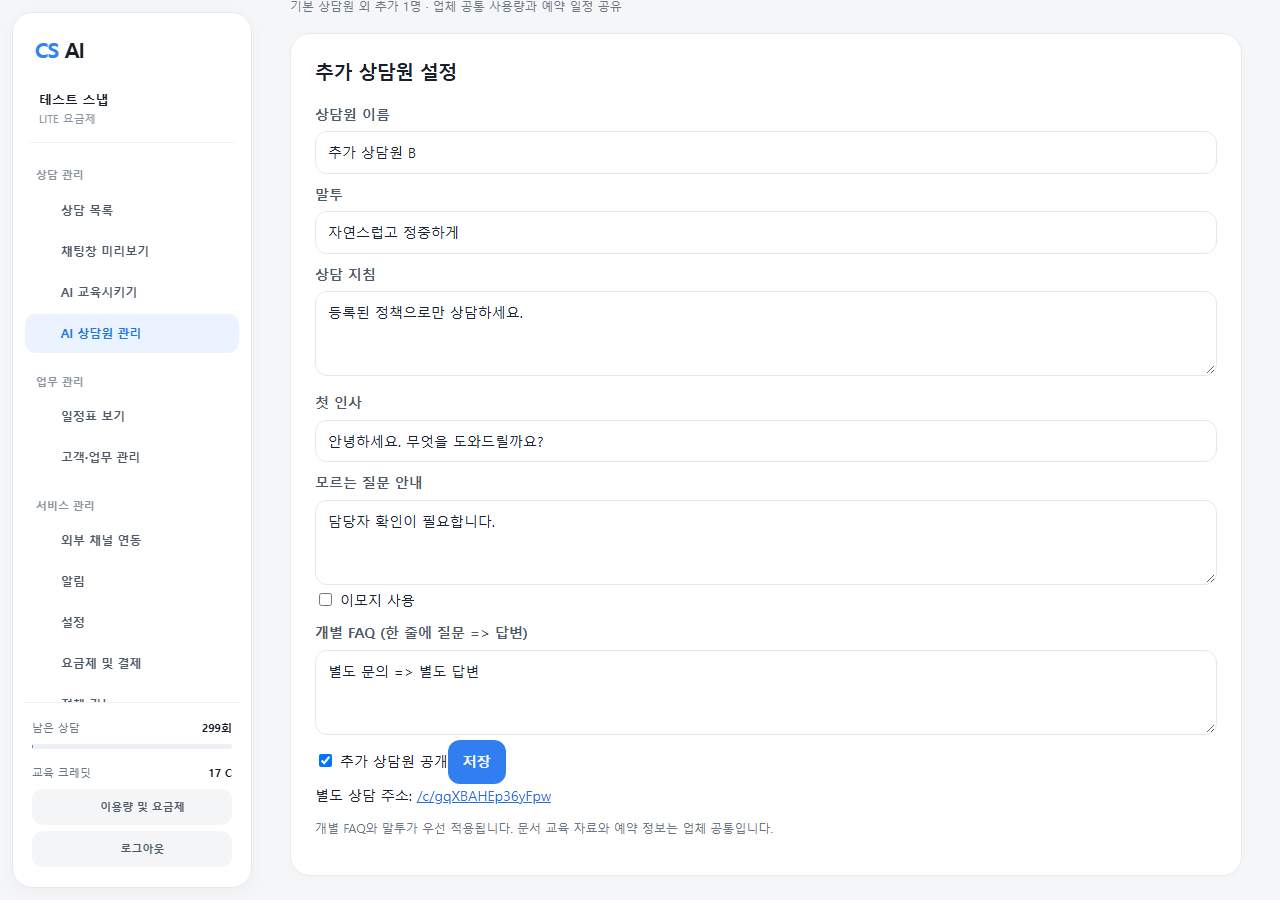 CS AI
테스트 스냅
LITE 요금제
상담 관리
상담 목록
채팅창 미리보기
AI 교육시키기
AI 상담원 관리
업무 관리
일정표 보기
고객·업무 관리
서비스 관리
외부 채널 연동
알림
설정
요금제 및 결제
남은 상담 299회
교육 크레딧 17 C
이용량 및 요금제
로그아웃
기본 상담원 외 추가 1명 · 업체 공통 사용량과 예약 일정 공유
추가 상담원 설정
상담원 이름
추가 상담원 B
말투
자연스럽고 정중하게
상담 지침
등록된 정책으로만 상담하세요.
첫 인사
안녕하세요. 무엇을 도와드릴까요?
모르는 질문 안내
담당자 확인이 필요합니다.
이모지 사용
개별 FAQ (한 줄에 질문 => 답변)
별도 문의 => 별도 답변
추가 상담원 공개 저장
별도 상담 주소: /c/gqXBAHEp36yFpw
개별 FAQ와 말투가 우선 적용됩니다. 문서 교육 자료와 예약 정보는 업체 공통입니다.